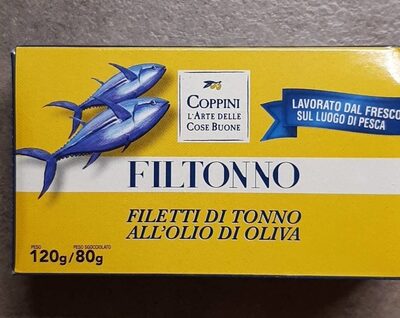 COPPINI
L'ARTE DELLE
COSE BUONE
LAVORATO DAL FRESCO
SUL LUOGO DI PESCA
FILTONNO
FILETTI DI TONNO
ALL'OLIO DI OLIVA
PESO PESO SGOCCIOLATO
120g/80g